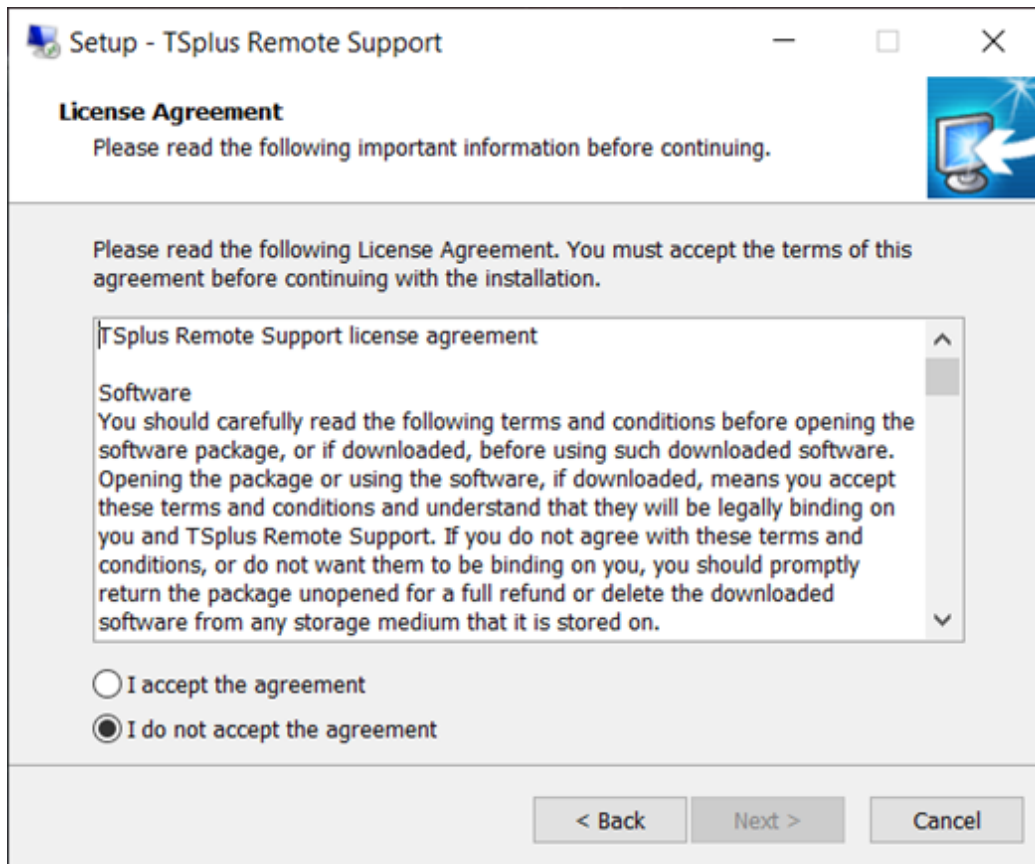 Setup - TSplus Remote Support
License Agreement
Please read the following important information before continuing.
Please read the following License Agreement. You must accept the terms of this
agreement before continuing with the installation.
TSplus Remote Support license agreement
Software
You should carefully read the following terms and conditions before opening the
software package, or if downloaded, before using such downloaded software.
Opening the package or using the software, if downloaded, means you accept
these terms and conditions and understand that they will be legally binding on
you and TSplus Remote Support. If you do not agree with these terms and
conditions, or do not want them to be binding on you, you should promptly
return the package unopened for a full refund or delete the downloaded
software from any storage medium that it is stored on.
I accept the agreement
I do not accept the agreement
< Back
Next >
Cancel